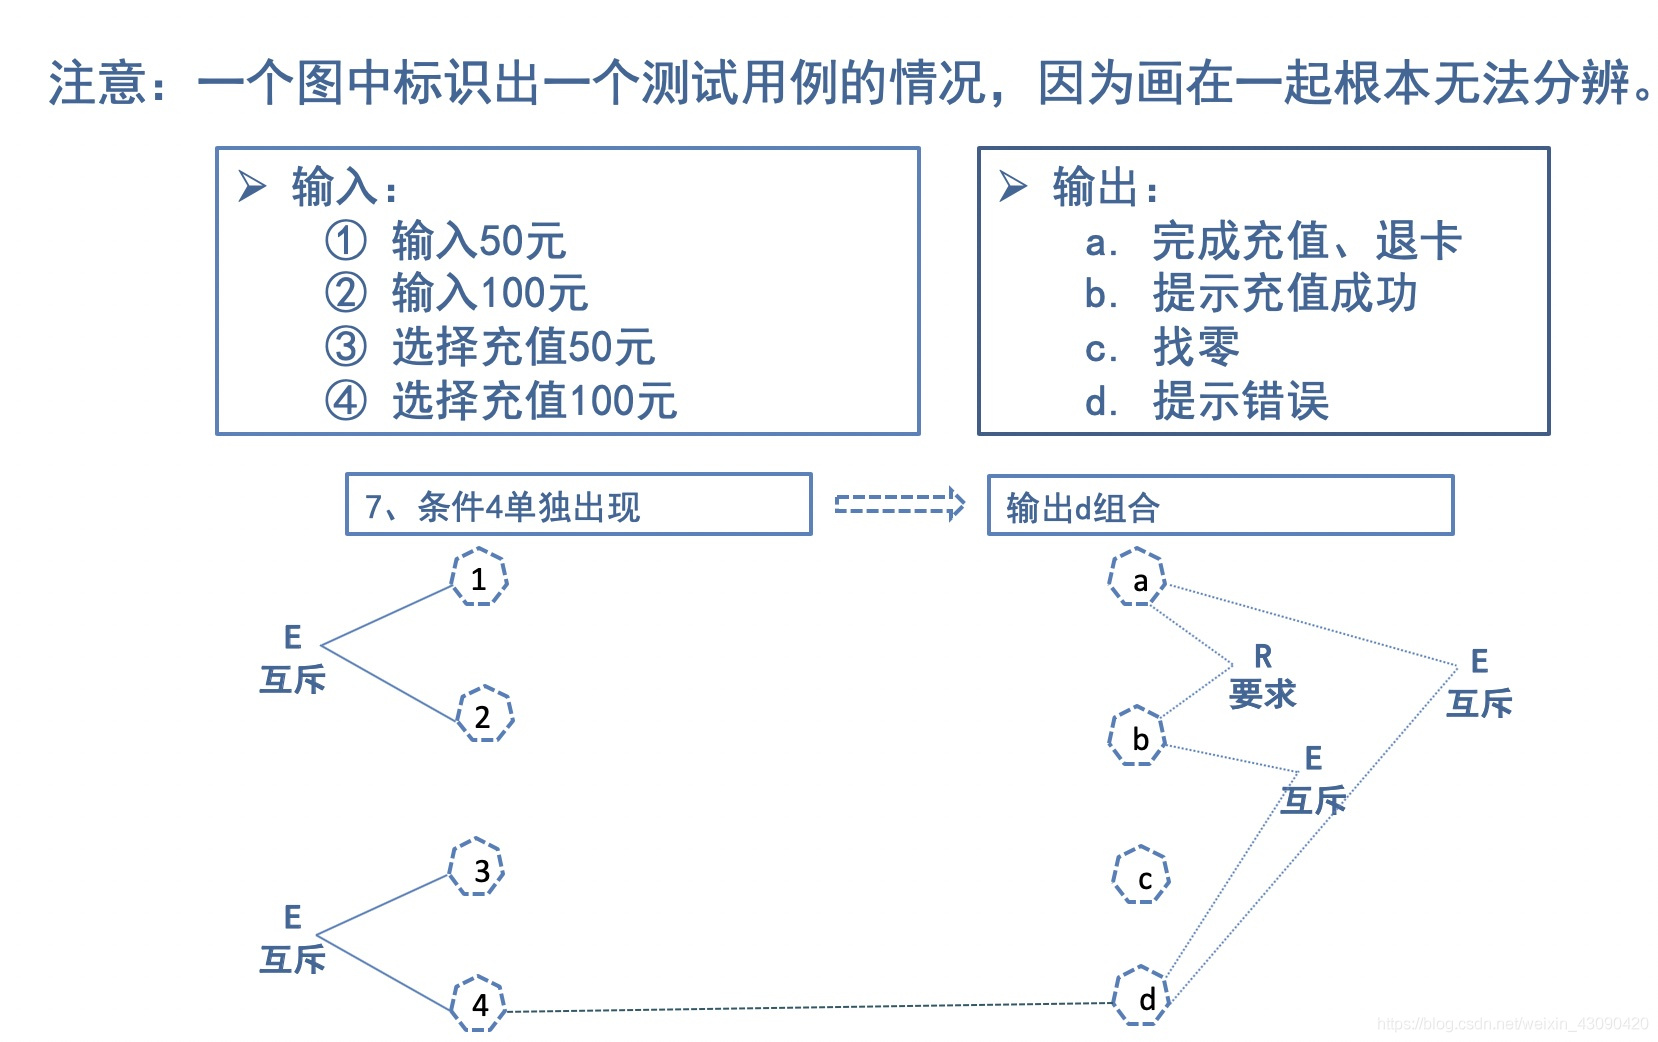 注意：一个图中标识出一个测试用例的情况，因为画在一起根本无法分辨。
➢ 输入：
① 输入50元
② 输入100元
③ 选择充值50元
④ 选择充值100元
➢ 输出：
a. 完成充值、退卡
b. 提示充值成功
c. 找零
d. 提示错误
7、条件4单独出现
输出d组合
1
E
互斥
2
3
E
互斥
4
a
R
要求
E
互斥
b
E
互斥
c
d
https://blog.csdn.net/weixin_43090420